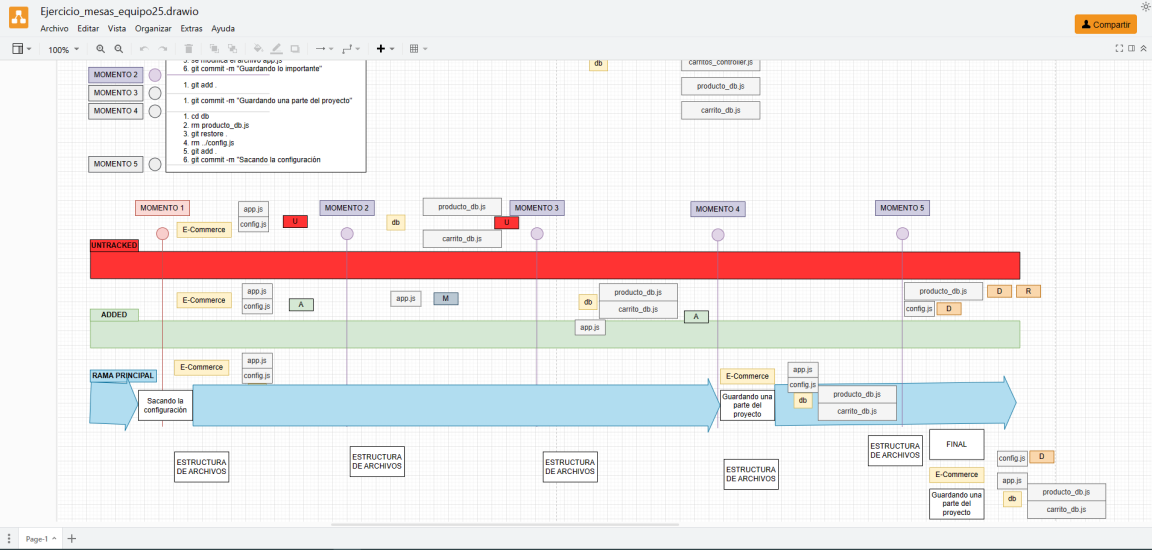 Ejercicio_mesas_equipo25.drawio
Archivo Editar Vista Organizar Extras Ayuda
Compartir
100%
5. se modifica el archivo app.js
6. git commit -m "Guardando lo importante"
MOMENTO 2
1. git add .
MOMENTO 3
1. git commit -m "Guardando una parte del proyecto"
MOMENTO 4
1. cd db
2. rm producto_db.js
3. git restore .
4. rm ../config.js
5. git add .
6. git commit -m "Sacando la configuración
MOMENTO 5
db
carritos_controller.js
producto_db.js
carrito_db.js
MOMENTO 1
E-Commerce
app.js
config.js
U
MOMENTO 2
db
producto_db.js
carrito_db.js
U
MOMENTO 3
MOMENTO 4
MOMENTO 5
UNTRACKED
E-Commerce
app.js
config.js
A
app.js
M
db
producto_db.js
carrito_db.js
app.js
A
producto_db.js
D
R
config.js
D
ADDED
E-Commerce
app.js
config.js
RAMA PRINCIPAL
Sacando la
configuración
E-Commerce
Guardando una
parte del
proyecto
app.js
config.js
db
producto_db.js
carrito_db.js
ESTRUCTURA
DE ARCHIVOS
ESTRUCTURA
DE ARCHIVOS
ESTRUCTURA
DE ARCHIVOS
ESTRUCTURA
DE ARCHIVOS
ESTRUCTURA
DE ARCHIVOS
FINAL
config.js
D
E-Commerce
app.js
Guardando una
parte del
proyecto
db
producto_db.js
carrito_db.js
Page-1